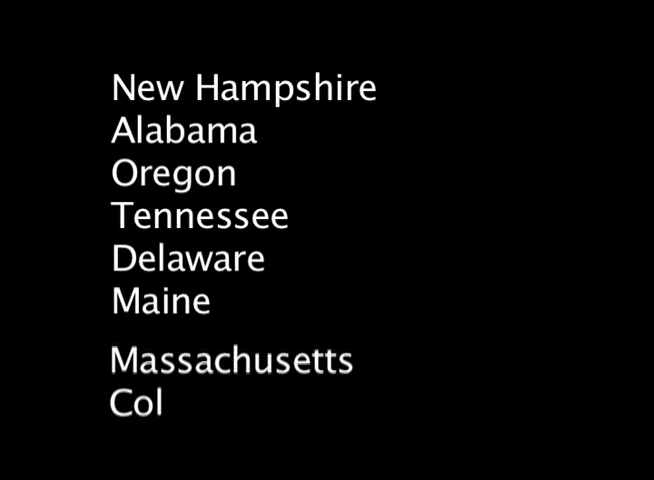 New Hampshire
Alabama
Oregon
Tennessee
Delaware
Maine
Massachusetts
Col